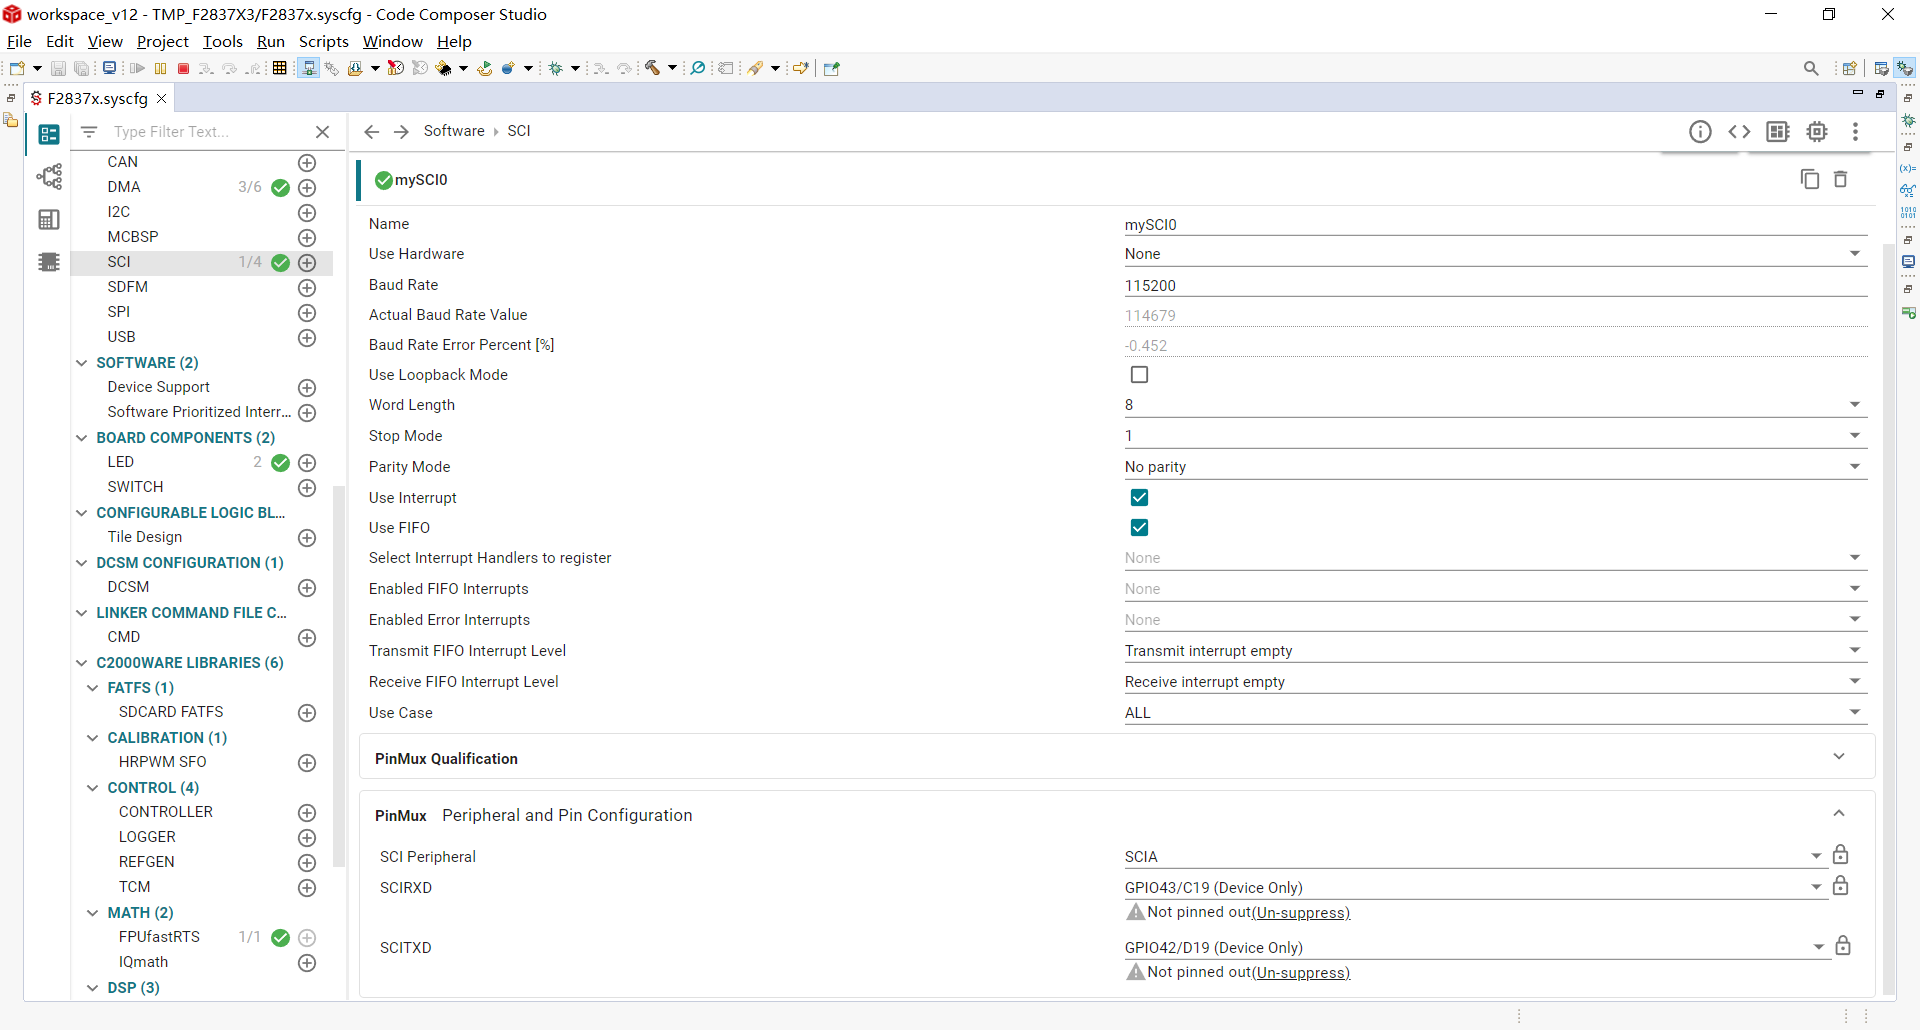 workspace_v12 - TMP_F2837X3/F2837x.syscfg - Code Composer Studio
File Edit View Project Tools Run Scripts Window Help
F2837x.syscfg
Type Filter Text...
Software › SCI
CAN
DMA 3/6
I2C
MCBSP
SCI 1/4
SDFM
SPI
USB
SOFTWARE (2)
Device Support
Software Prioritized Interr...
BOARD COMPONENTS (2)
LED 2
SWITCH
CONFIGURABLE LOGIC BL...
Tile Design
DCSM CONFIGURATION (1)
DCSM
LINKER COMMAND FILE C...
CMD
C2000WARE LIBRARIES (6)
FATFS (1)
SDCARD FATFS
CALIBRATION (1)
HRPWM SFO
CONTROL (4)
CONTROLLER
LOGGER
REFGEN
TCM
MATH (2)
FPUfastRTS 1/1
IQmath
DSP (3)
mySCI0
Name mySCI0
Use Hardware None
Baud Rate 115200
Actual Baud Rate Value 114679
Baud Rate Error Percent [%] -0.452
Use Loopback Mode
Word Length 8
Stop Mode 1
Parity Mode No parity
Use Interrupt
Use FIFO
Select Interrupt Handlers to register None
Enabled FIFO Interrupts None
Enabled Error Interrupts None
Transmit FIFO Interrupt Level Transmit interrupt empty
Receive FIFO Interrupt Level Receive interrupt empty
Use Case ALL
PinMux Qualification
PinMux Peripheral and Pin Configuration
SCI Peripheral SCIA
SCIRXD GPIO43/C19 (Device Only)
Not pinned out(Un-suppress)
SCITXD GPIO42/D19 (Device Only)
Not pinned out(Un-suppress)
(x)=
1010
0101